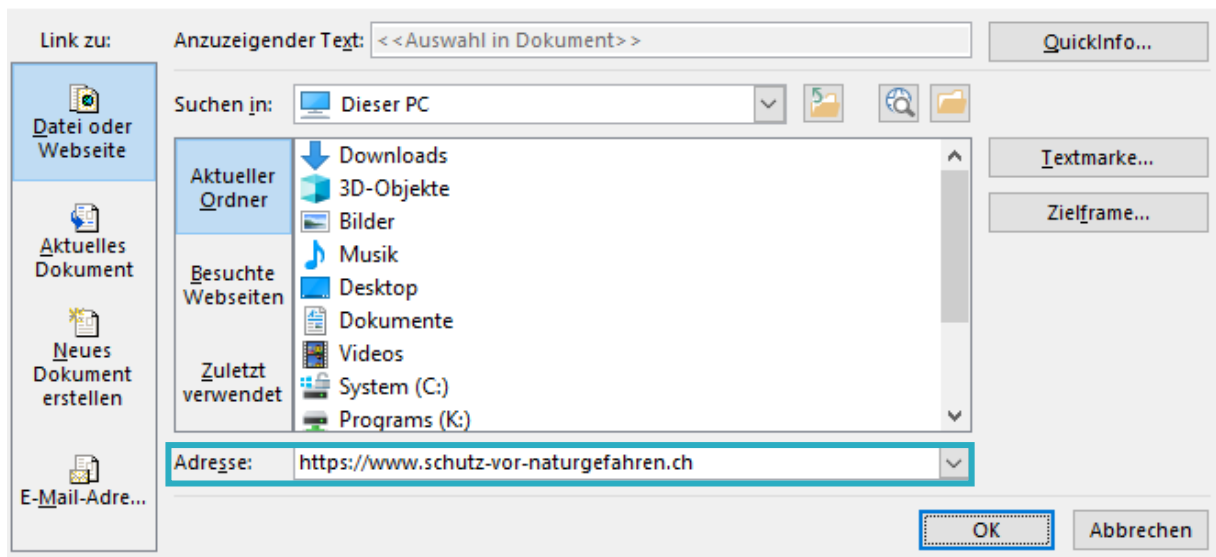 Link zu:
Anzuzeigender Text: <<Auswahl in Dokument>>
QuickInfo...
Datei oder
Webseite
Aktuelles
Dokument
Neues
Dokument
erstellen
E-Mail-Adre...
Suchen in:
Dieser PC
Aktueller
Ordner
Besuchte
Webseiten
Zuletzt
verwendet
Downloads
3D-Objekte
Bilder
Musik
Desktop
Dokumente
Videos
System (C:)
Programs (K:)
Textmarke...
Zielframe...
Adresse: https://www.schutz-vor-naturgefahren.ch
OK
Abbrechen